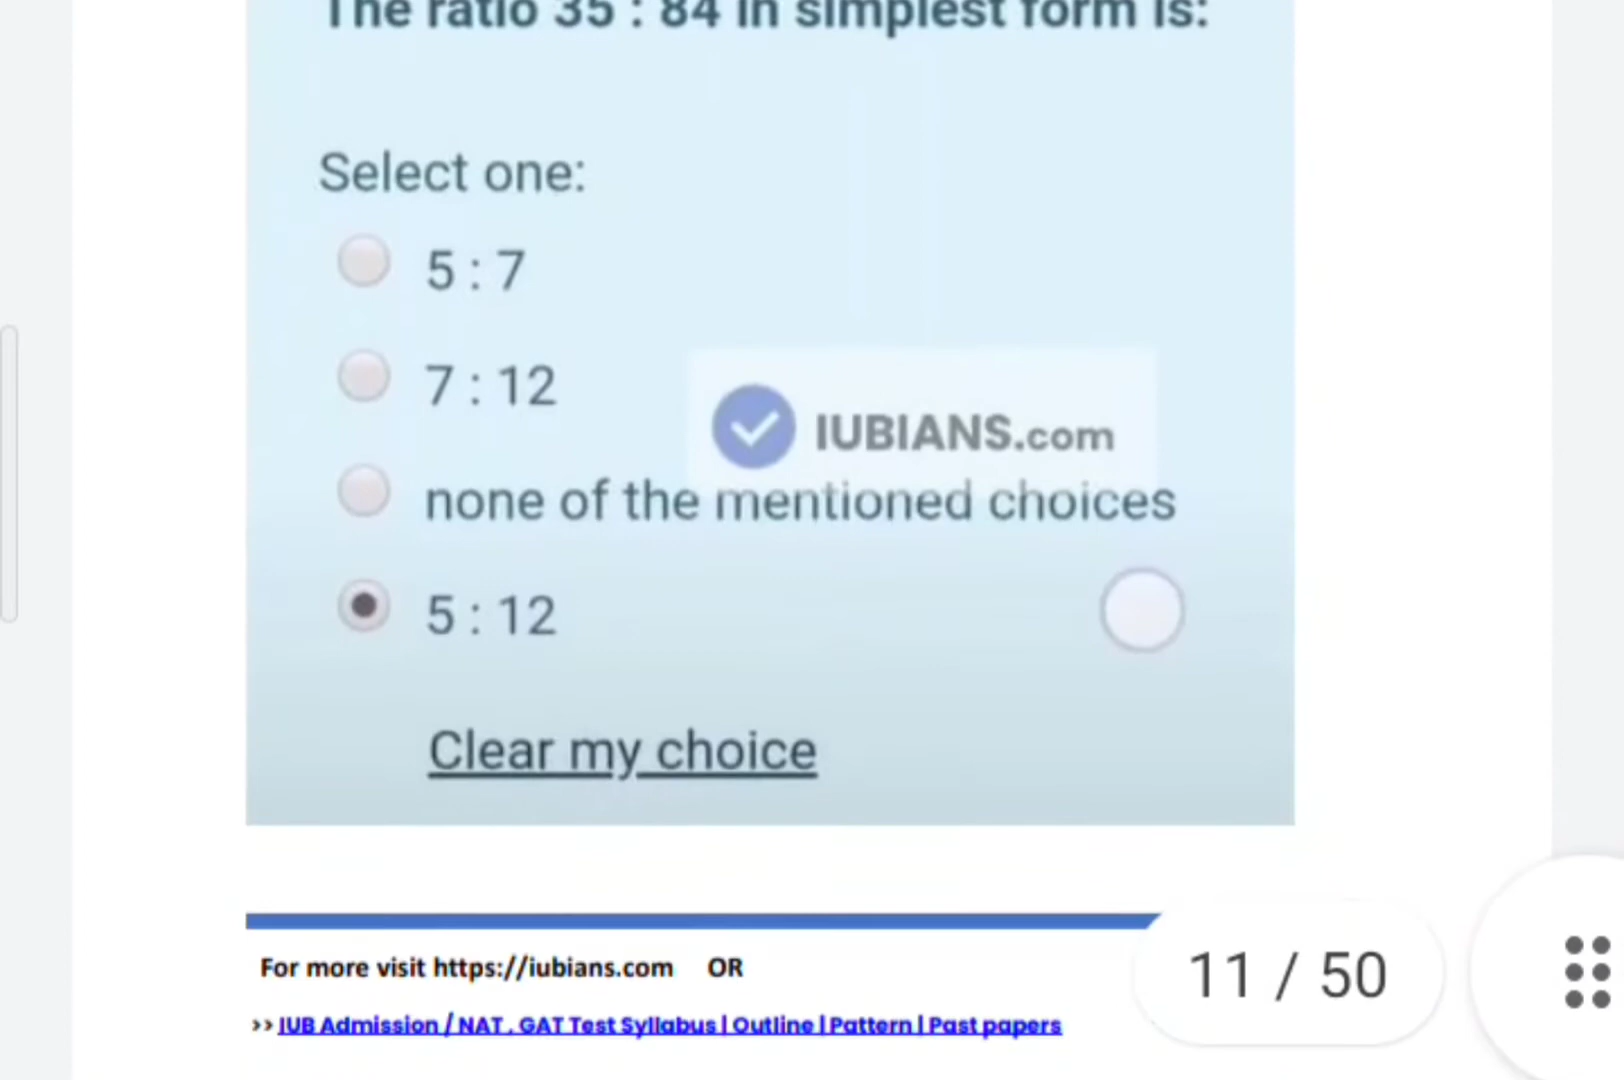 The ratio 35 : 84 in simplest form is:
Select one:
5 : 7
7 : 12
IUBIANS.com
none of the mentioned choices
5 : 12
Clear my choice
For more visit https://iubians.com OR
11 / 50
>> IUB Admission / NAT , GAT Test Syllabus | Outline | Pattern | Past papers